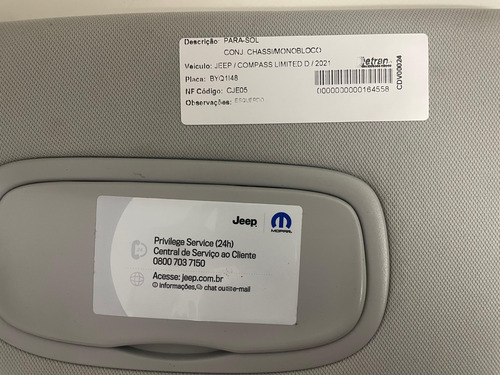 Descrição: PARA-SOL
CONJ. CHASSI/MONOBLOCO
Veículo: JEEP / COMPASS LIMITED D / 2021
Placa: BYQ1I48
NF Código: CJE05
Observações: ESQUERDO
etran
0000000000164558
CDV00024
Jeep
MOPAR
Privilege Service (24h)
Central de Serviço ao Cliente
0800 703 7150
Acesse: jeep.com.br
informações, chat ou e-mail